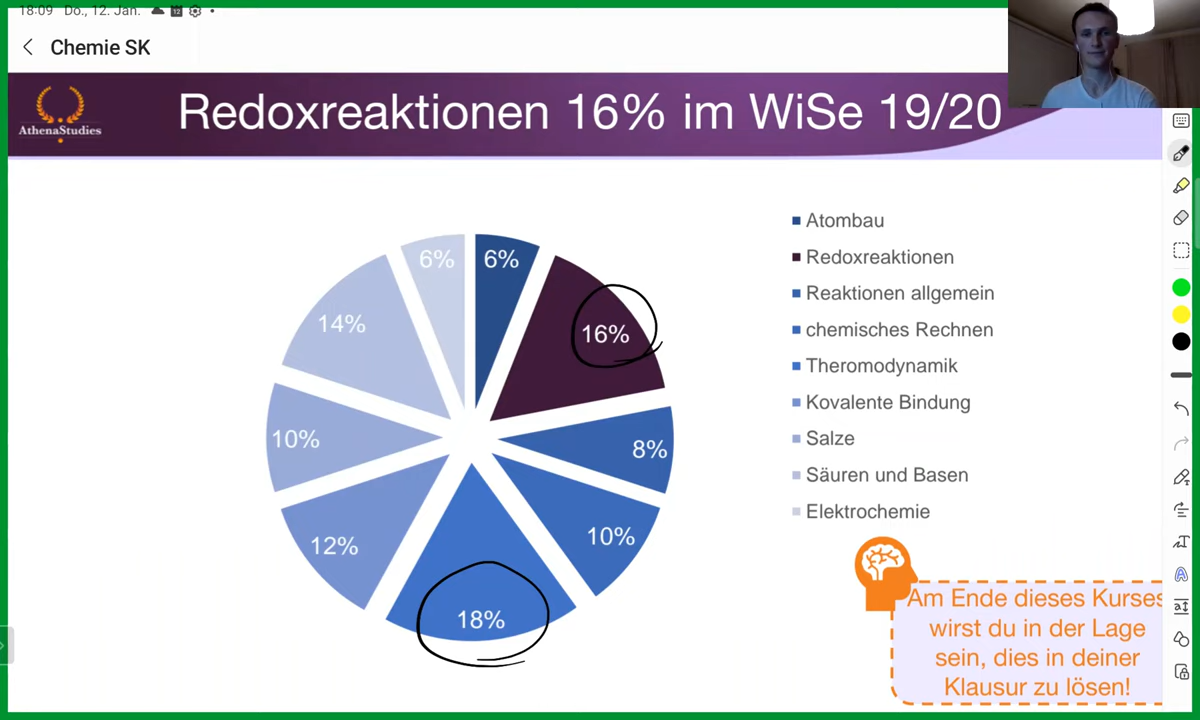 18:09 Do., 12. Jan.
12
Chemie SK
AthenaStudies
Redoxreaktionen 16% im WiSe 19/20
6%
6%
16%
14%
8%
10%
10%
12%
18%
Atombau
Redoxreaktionen
Reaktionen allgemein
chemisches Rechnen
Theromodynamik
Kovalente Bindung
Salze
Säuren und Basen
Elektrochemie
Am Ende dieses Kurses
wirst du in der Lage
sein, dies in deiner
Klausur zu lösen!